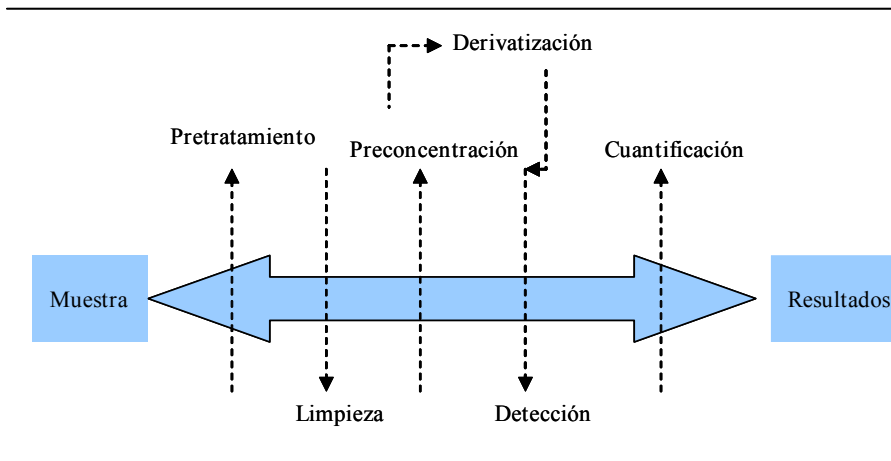 Derivatización
Pretratamiento
Preconcentración
Cuantificación
Muestra
Resultados
Limpieza
Detección